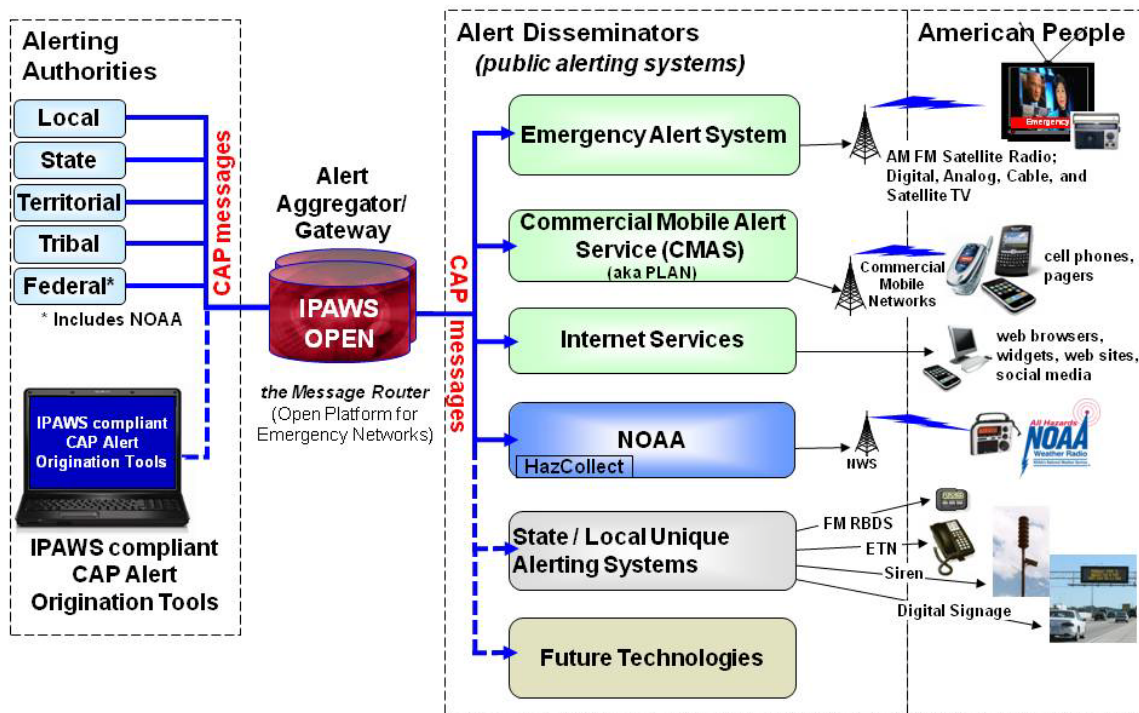 Alerting
Authorities
Local
State
Territorial
Tribal
Federal*
* Includes NOAA
CAP messages
IPAWS compliant
CAP Alert
Origination Tools
IPAWS compliant
CAP Alert
Origination Tools
Alert
Aggregator/
Gateway
IPAWS
OPEN
the Message Router
(Open Platform for
Emergency Networks)
CAP messages
Alert Disseminators
(public alerting systems)
Emergency Alert System
Commercial Mobile Alert
Service (CMAS)
(aka PLAN)
Internet Services
NOAA
HazCollect
State / Local Unique
Alerting Systems
Future Technologies
American People
Emergency
AM FM Satellite Radio;
Digital, Analog, Cable, and
Satellite TV
Commercial
Mobile
Networks
cell phones,
pagers
web browsers,
widgets, web sites,
social media
NWS
All Hazards
NOAA
Weather Radio
FM RBDS
ETN
Siren
Digital Signage